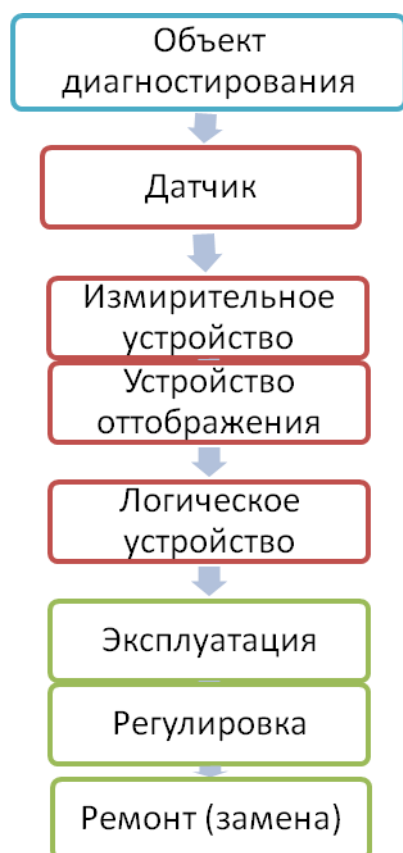 Объект
диагностирования
Датчик
Измирительное
устройство
Устройство
оттображения
Логическое
устройство
Эксплуатация
Регулировка
Ремонт (замена)